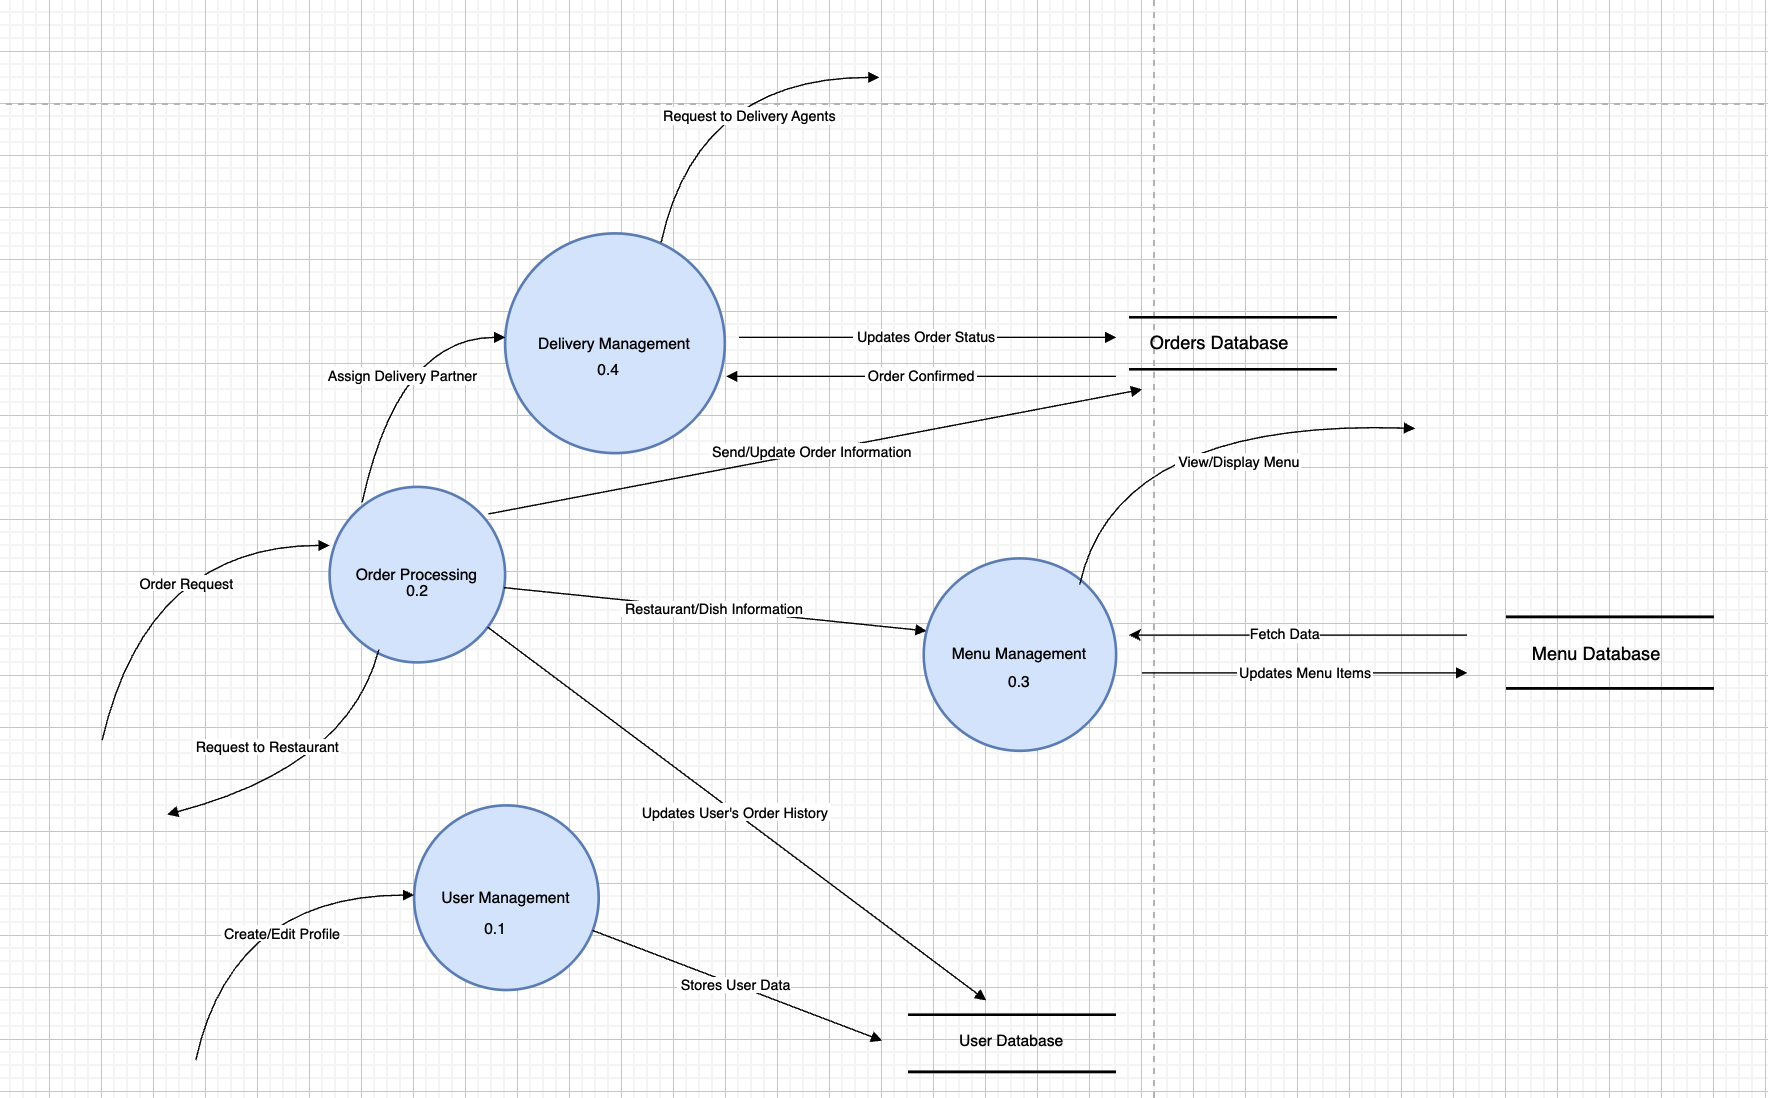 Request to Delivery Agents
Delivery Management
0.4
Updates Order Status
Orders Database
Order Confirmed
Assign Delivery Partner
Send/Update Order Information
View/Display Menu
Order Request
Order Processing
0.2
Restaurant/Dish Information
Menu Management
0.3
Fetch Data
Menu Database
Updates Menu Items
Request to Restaurant
Updates User's Order History
User Management
0.1
Create/Edit Profile
Stores User Data
User Database